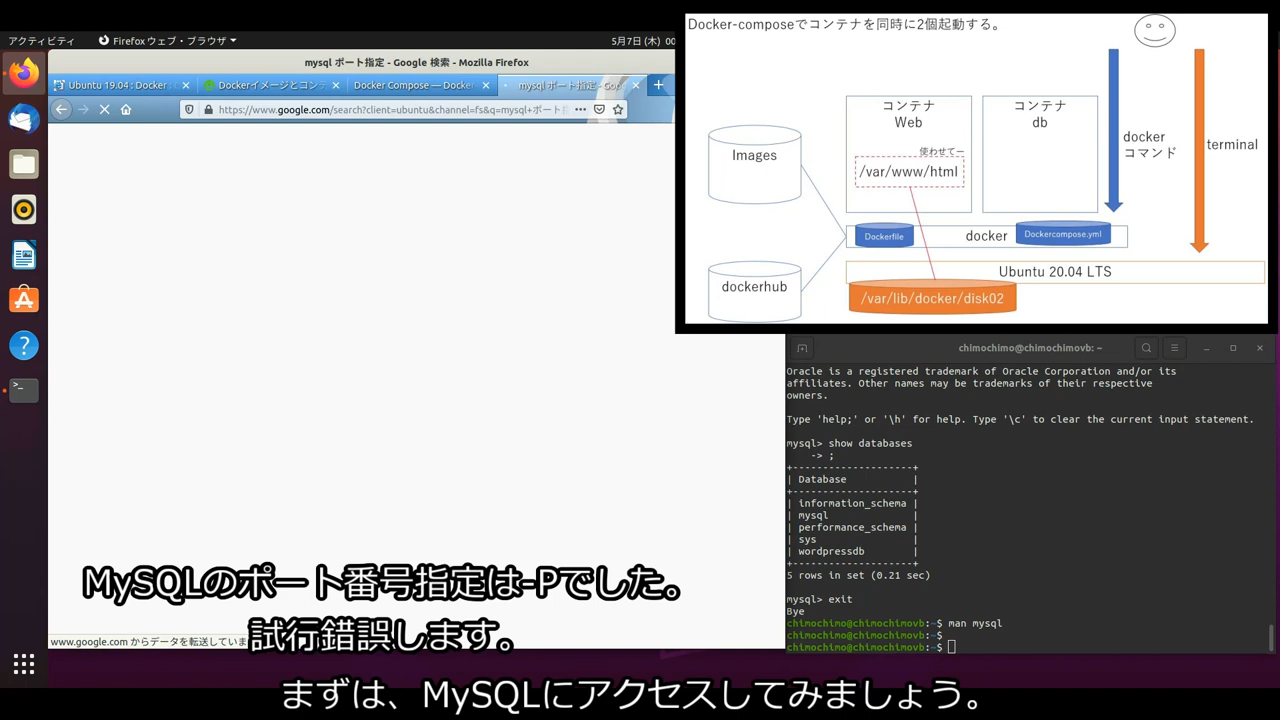 アクティビティ
Firefox ウェブ・ブラウザ
5月7日 (木) 00
mysql ポート指定 - Google 検索 - Mozilla Firefox
Ubuntu 19.04 : Docker :
Dockerイメージとコンテ
Docker Compose — Docke
mysql ポート指定 - Goo
https://www.google.com/search?client=ubuntu&channel=fs&q=mysql+ポート指
Docker-composeでコンテナを同時に2個起動する。
コンテナ
Web
コンテナ
db
使わせてー
/var/www/html
Images
docker
コマンド
terminal
Dockerfile
docker
Dockercompose.yml
Ubuntu 20.04 LTS
dockerhub
/var/lib/docker/disk02
chimochimo@chimochimovb: ~
Oracle is a registered trademark of Oracle Corporation and/or its
affiliates. Other names may be trademarks of their respective
owners.
Type 'help;' or '\h' for help. Type '\c' to clear the current input statement.
mysql> show databases
-> ;
+--------------------+
| Database |
+--------------------+
| information_schema |
| mysql |
| performance_schema |
| sys |
| wordpressdb |
+--------------------+
5 rows in set (0.21 sec)
mysql> exit
Bye
chimochimo@chimochimovb:~$ man mysql
chimochimo@chimochimovb:~$
chimochimo@chimochimovb:~$
MySQLのポート番号指定は-Pでした。
試行錯誤します。
www.google.com からデータを転送していま
まずは、MySQLにアクセスしてみましょう。